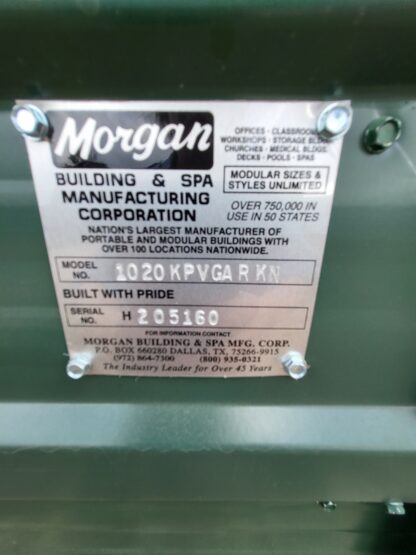 Morgan
OFFICES · CLASSROOMS
WORKSHOPS · STORAGE BLDGS.
CHURCHES · MEDICAL BLDGS.
DECKS · POOLS · SPAS
BUILDING & SPA
MANUFACTURING
CORPORATION
MODULAR SIZES &
STYLES UNLIMITED
OVER 750,000 IN
USE IN 50 STATES
NATION'S LARGEST MANUFACTURER OF
PORTABLE AND MODULAR BUILDINGS WITH
OVER 100 LOCATIONS NATIONWIDE.
MODEL NO. 1020KPVGA R KN
BUILT WITH PRIDE
SERIAL NO. H 205160
FOR INFORMATION CONTACT
MORGAN BUILDING & SPA MFG. CORP.
P.O. BOX 660280 DALLAS, TX, 75266-9915
(972) 864-7300 (800) 935-0321
The Industry Leader for Over 45 Years